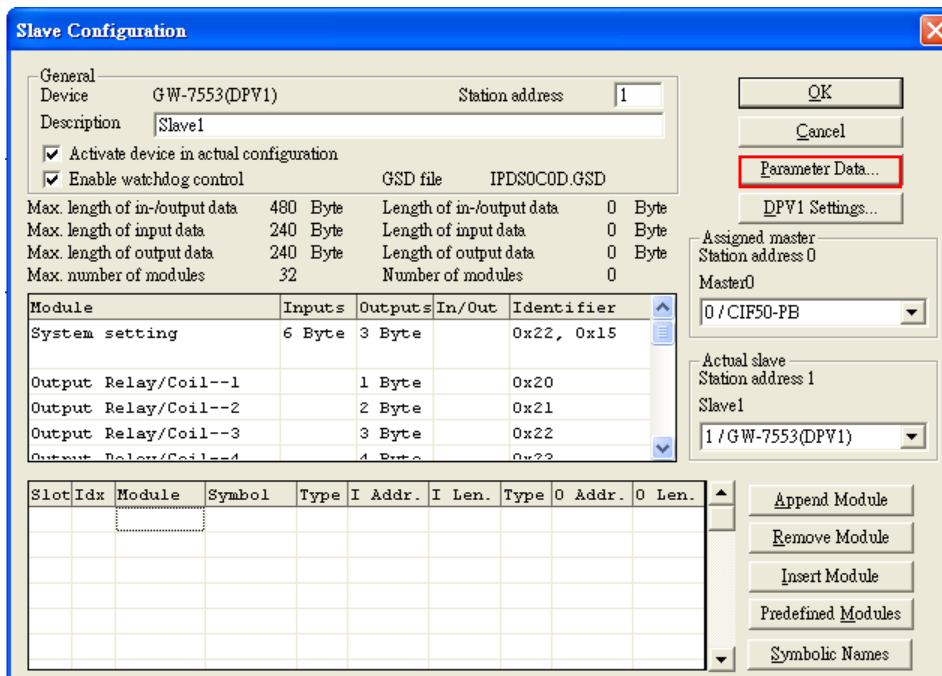 Slave Configuration
General
Device GW-7553(DPV1) Station address 1
Description Slave1
Activate device in actual configuration
Enable watchdog control GSD file IPDS0C0D.GSD
Max. length of in-/output data 480 Byte Length of in-/output data 0 Byte
Max. length of input data 240 Byte Length of input data 0 Byte
Max. length of output data 240 Byte Length of output data 0 Byte
Max. number of modules 32 Number of modules 0
OK
Cancel
Parameter Data...
DPV1 Settings...
Assigned master
Station address 0
Master0
0 / CIF50-PB
Actual slave
Station address 1
Slave1
1 / GW-7553(DPV1)
Module Inputs Outputs In/Out Identifier
System setting 6 Byte 3 Byte 0x22, 0x15
Output Relay/Coil--1 1 Byte 0x20
Output Relay/Coil--2 2 Byte 0x21
Output Relay/Coil--3 3 Byte 0x22
Output Relay/Coil--4 4 Byte 0x23
Slot Idx Module Symbol Type I Addr. I Len. Type O Addr. O Len.
Append Module
Remove Module
Insert Module
Predefined Modules
Symbolic Names